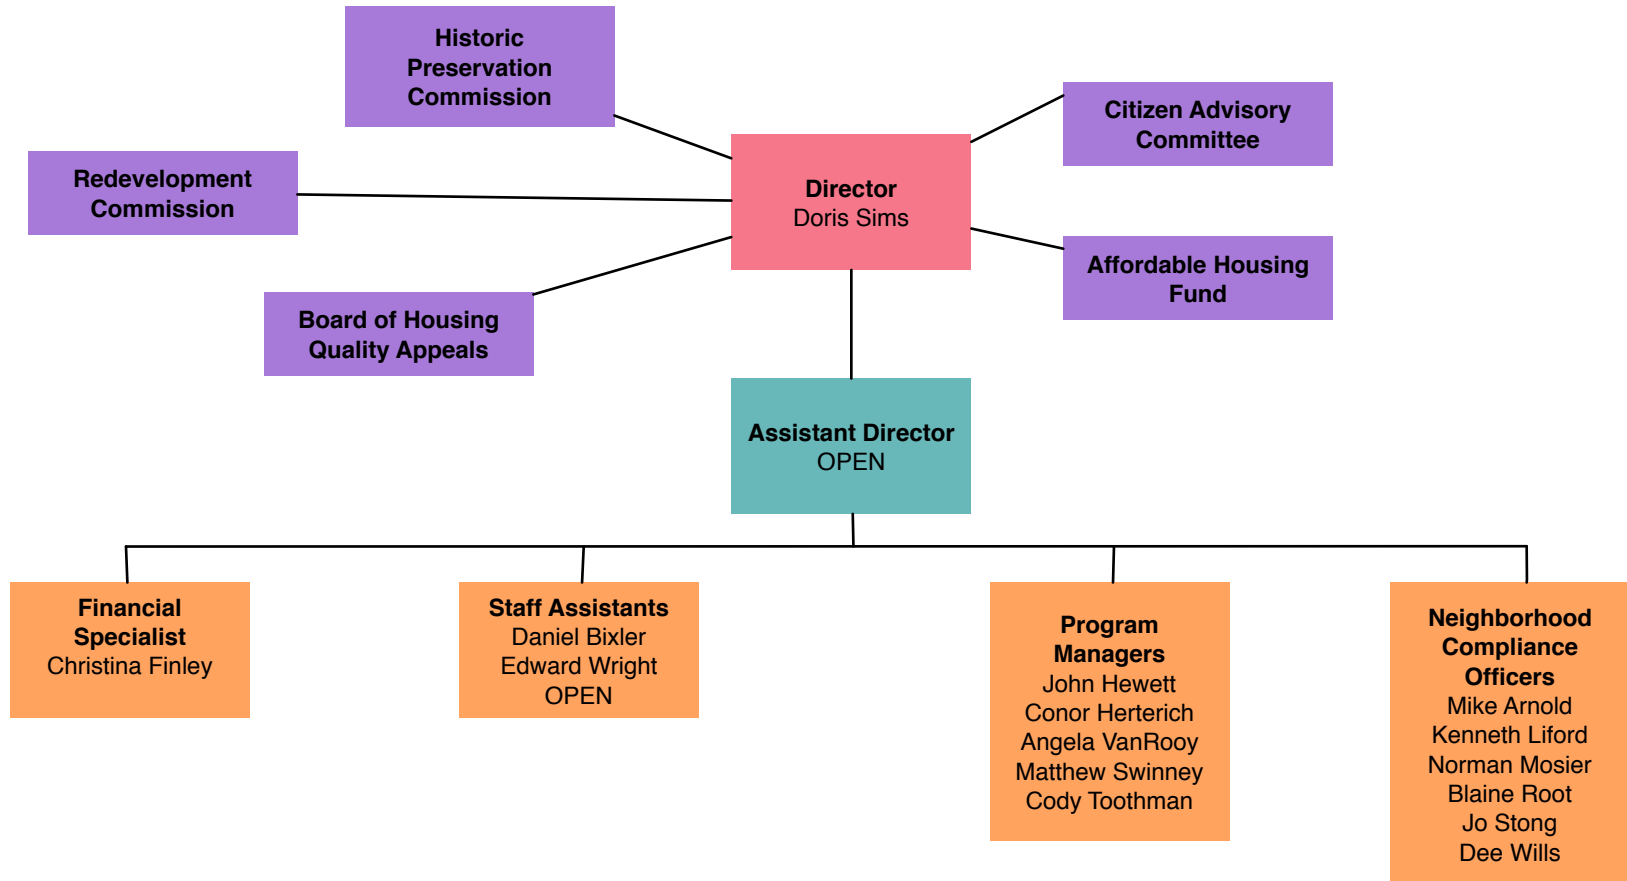 Historic
Preservation
Commission
Citizen Advisory
Committee
Redevelopment
Commission
Director
Doris Sims
Affordable Housing
Fund
Board of Housing
Quality Appeals
Assistant Director
OPEN
Financial
Specialist
Christina Finley
Staff Assistants
Daniel Bixler
Edward Wright
OPEN
Program
Managers
John Hewett
Conor Herterich
Angela VanRooy
Matthew Swinney
Cody Toothman
Neighborhood
Compliance
Officers
Mike Arnold
Kenneth Liford
Norman Mosier
Blaine Root
Jo Stong
Dee Wills